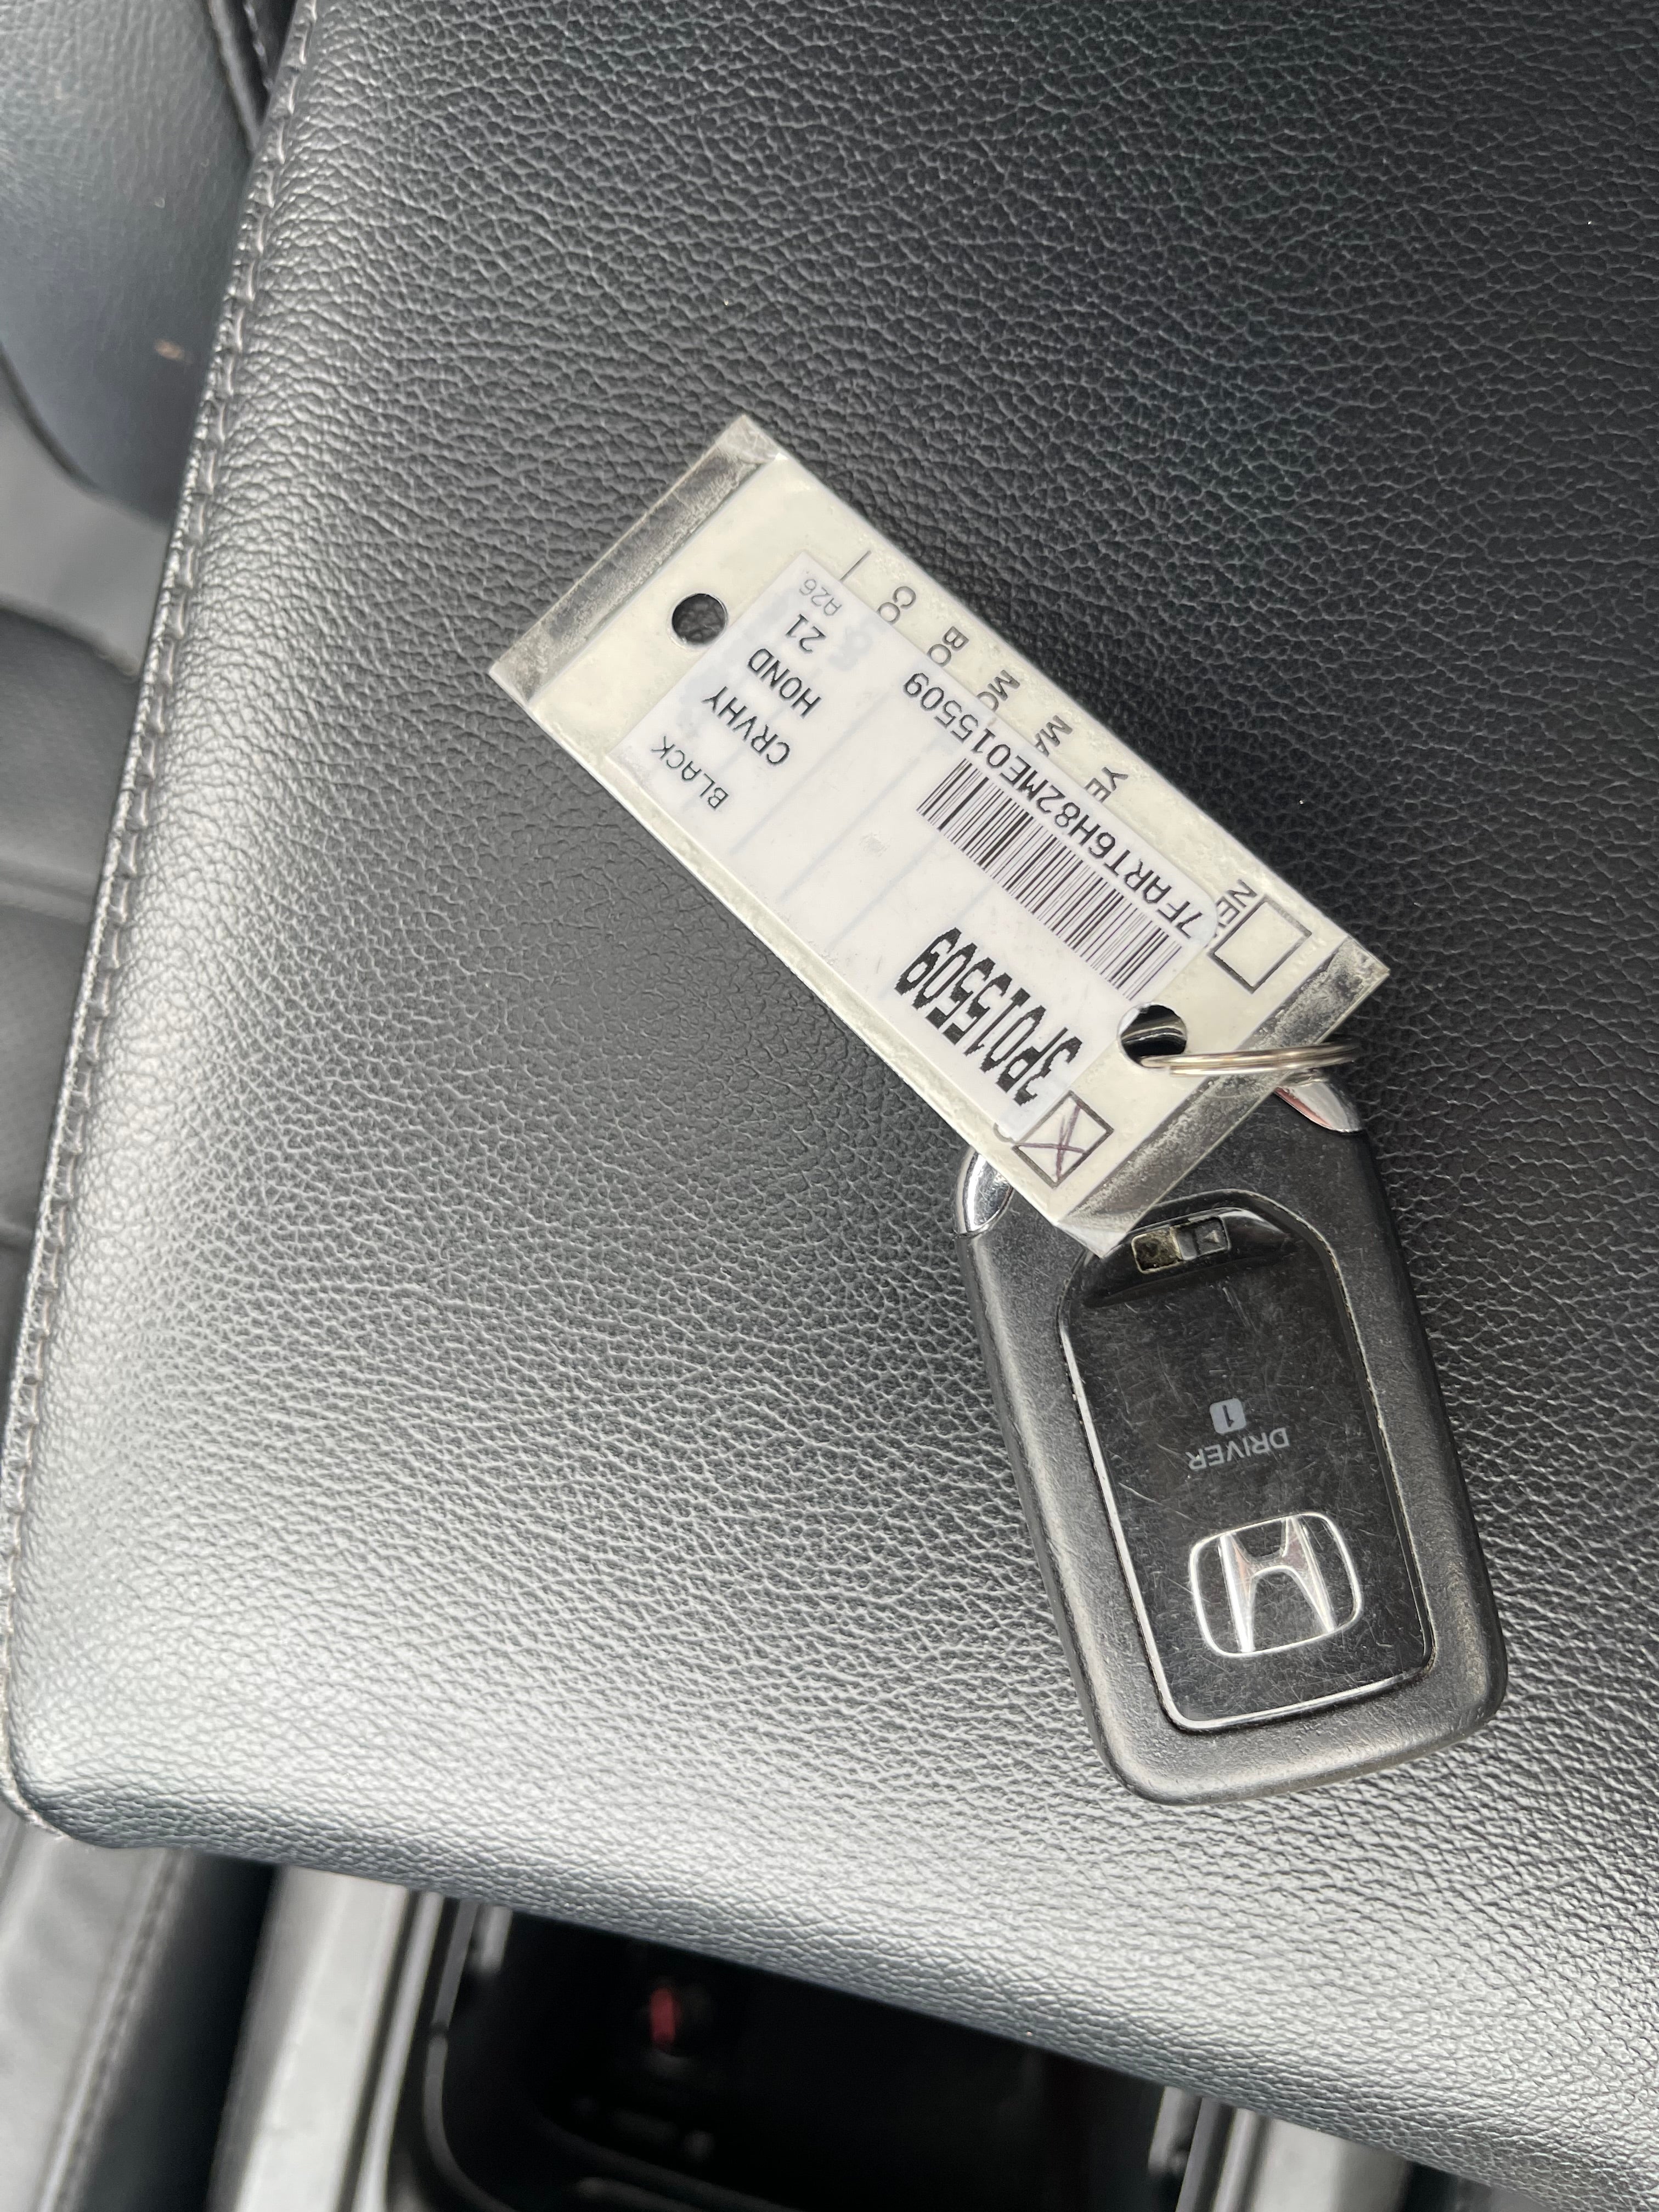 3P015509
7FART6H82ME015509
21
HOND
CRVHY
BLACK
A26
NE
YE
MA
MO
BO
CO
DRIVER
1